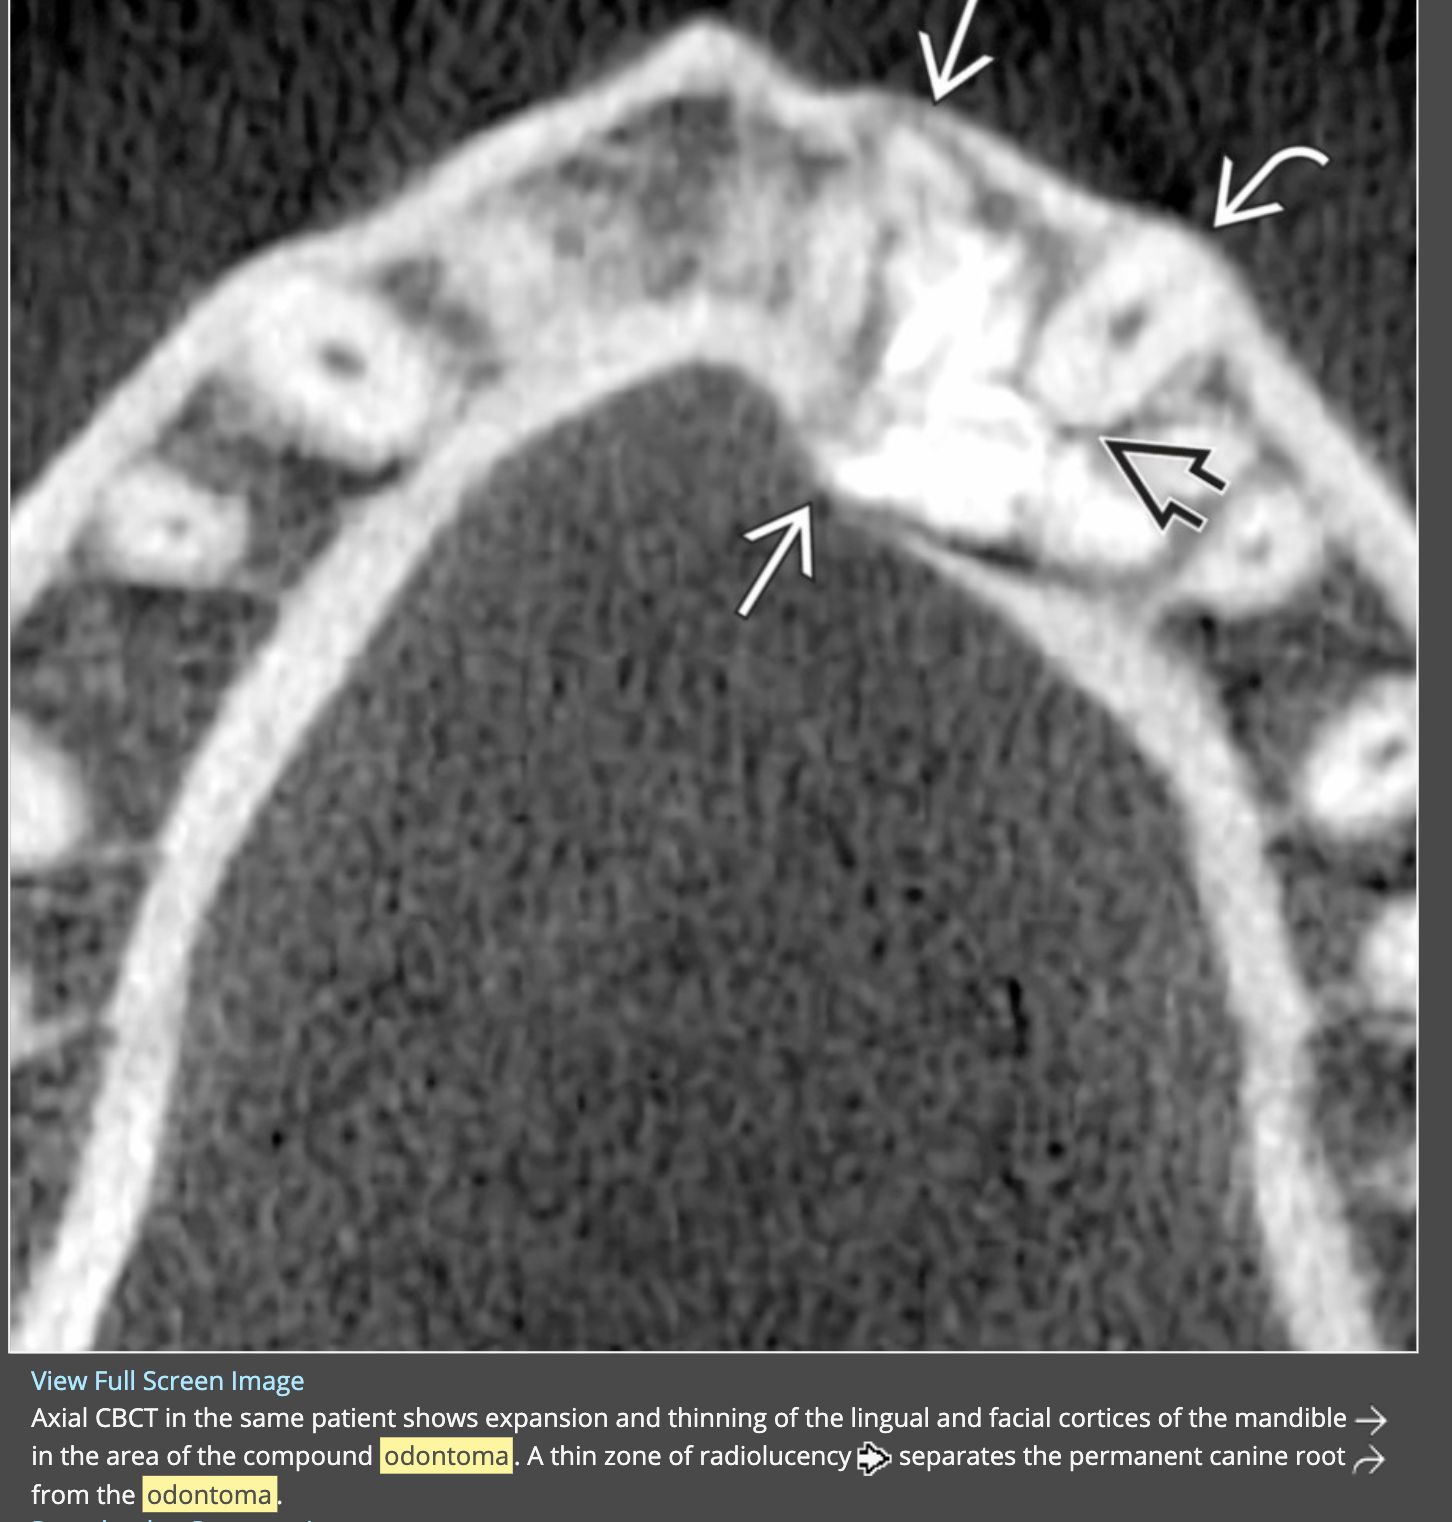 View Full Screen Image
Axial CBCT in the same patient shows expansion and thinning of the lingual and facial cortices of the mandible
in the area of the compound odontoma. A thin zone of radiolucency separates the permanent canine root
from the odontoma.